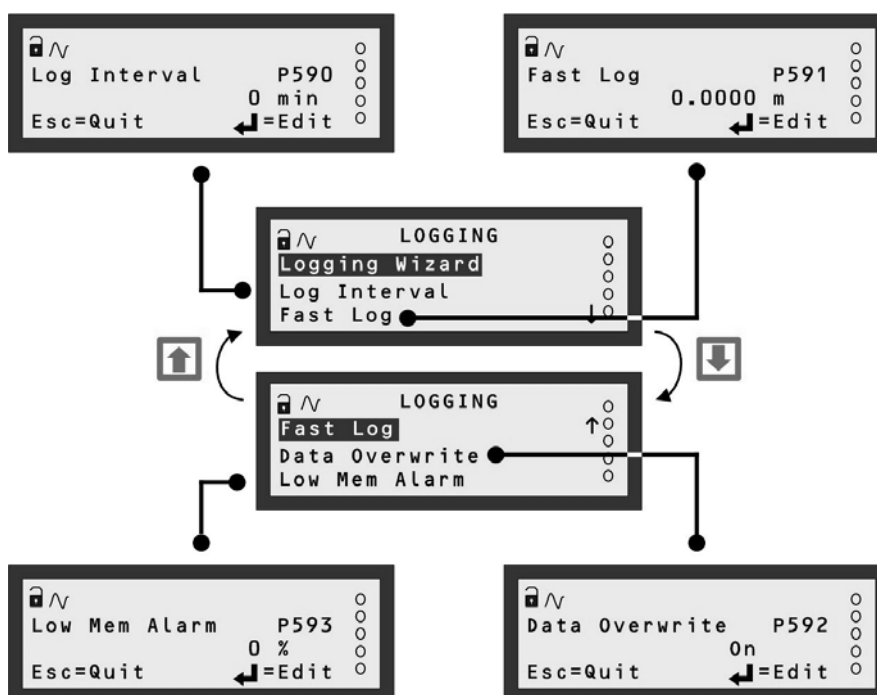 Log Interval P590
0 min
Esc=Quit =Edit
Fast Log P591
0.0000 m
Esc=Quit =Edit
LOGGING
Logging Wizard
Log Interval
Fast Log
LOGGING
Fast Log
Data Overwrite
Low Mem Alarm
Low Mem Alarm P593
0 %
Esc=Quit =Edit
Data Overwrite P592
On
Esc=Quit =Edit